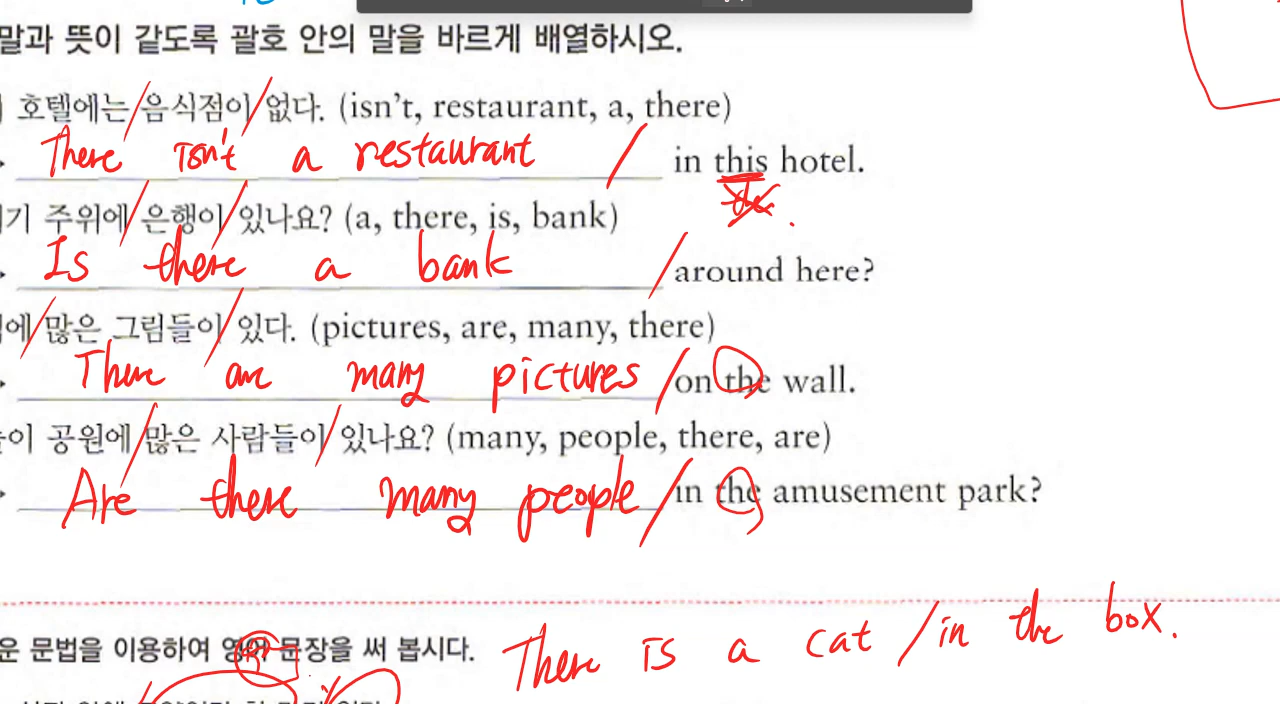 말과 뜻이 같도록 괄호 안의 말을 바르게 배열하시오.
호텔에는/음식점이/없다. (isn't, restaurant, a, there)
There isn't a restaurant / in this hotel.
기 주위에/은행이/있나요? (a, there, is, bank)
Is there a bank / around here?
에/많은 그림들이/있다. (pictures, are, many, there)
There are many pictures / on the wall.
이 공원에/많은 사람들이/있나요? (many, people, there, are)
Are there many people / in the amusement park?
운 문법을 이용하여 영어 문장을 써 봅시다.
There is a cat / in the box.